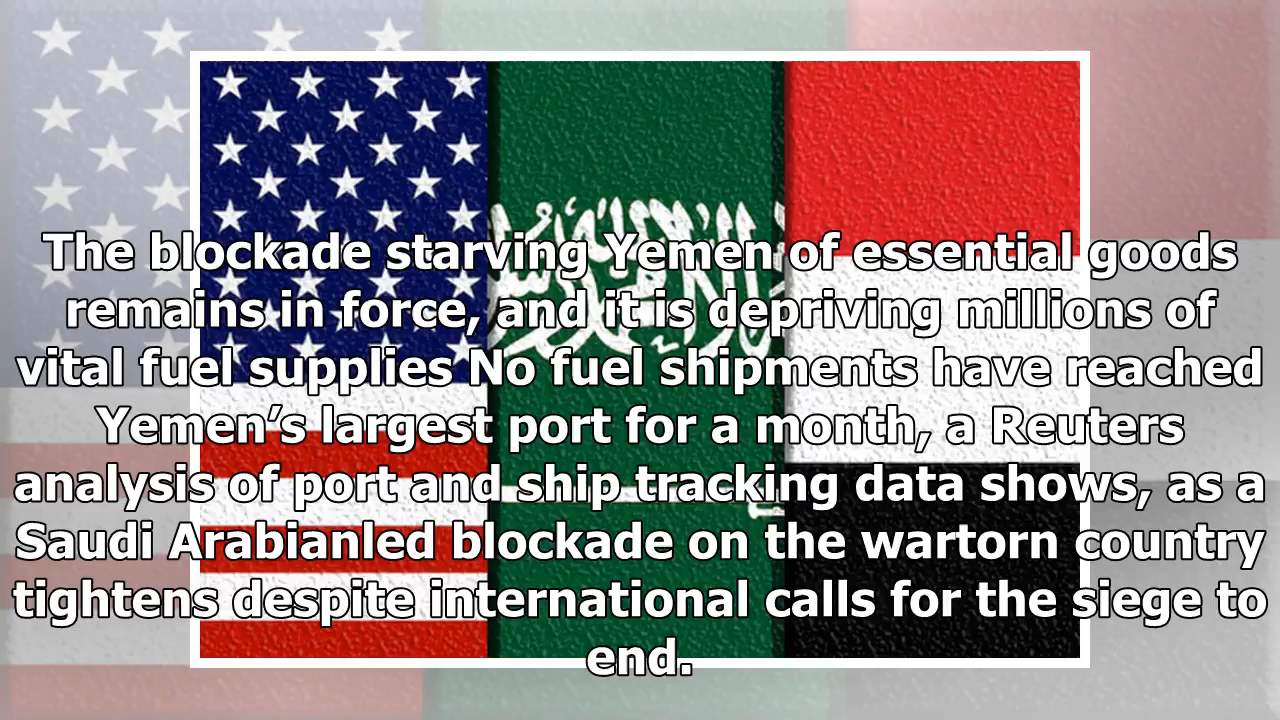 The blockade starving Yemen of essential goods
remains in force, and it is depriving millions of
vital fuel supplies No fuel shipments have reached
Yemen’s largest port for a month, a Reuters
analysis of port and ship tracking data shows, as a
Saudi Arabianled blockade on the wartorn country
tightens despite international calls for the siege to
end.